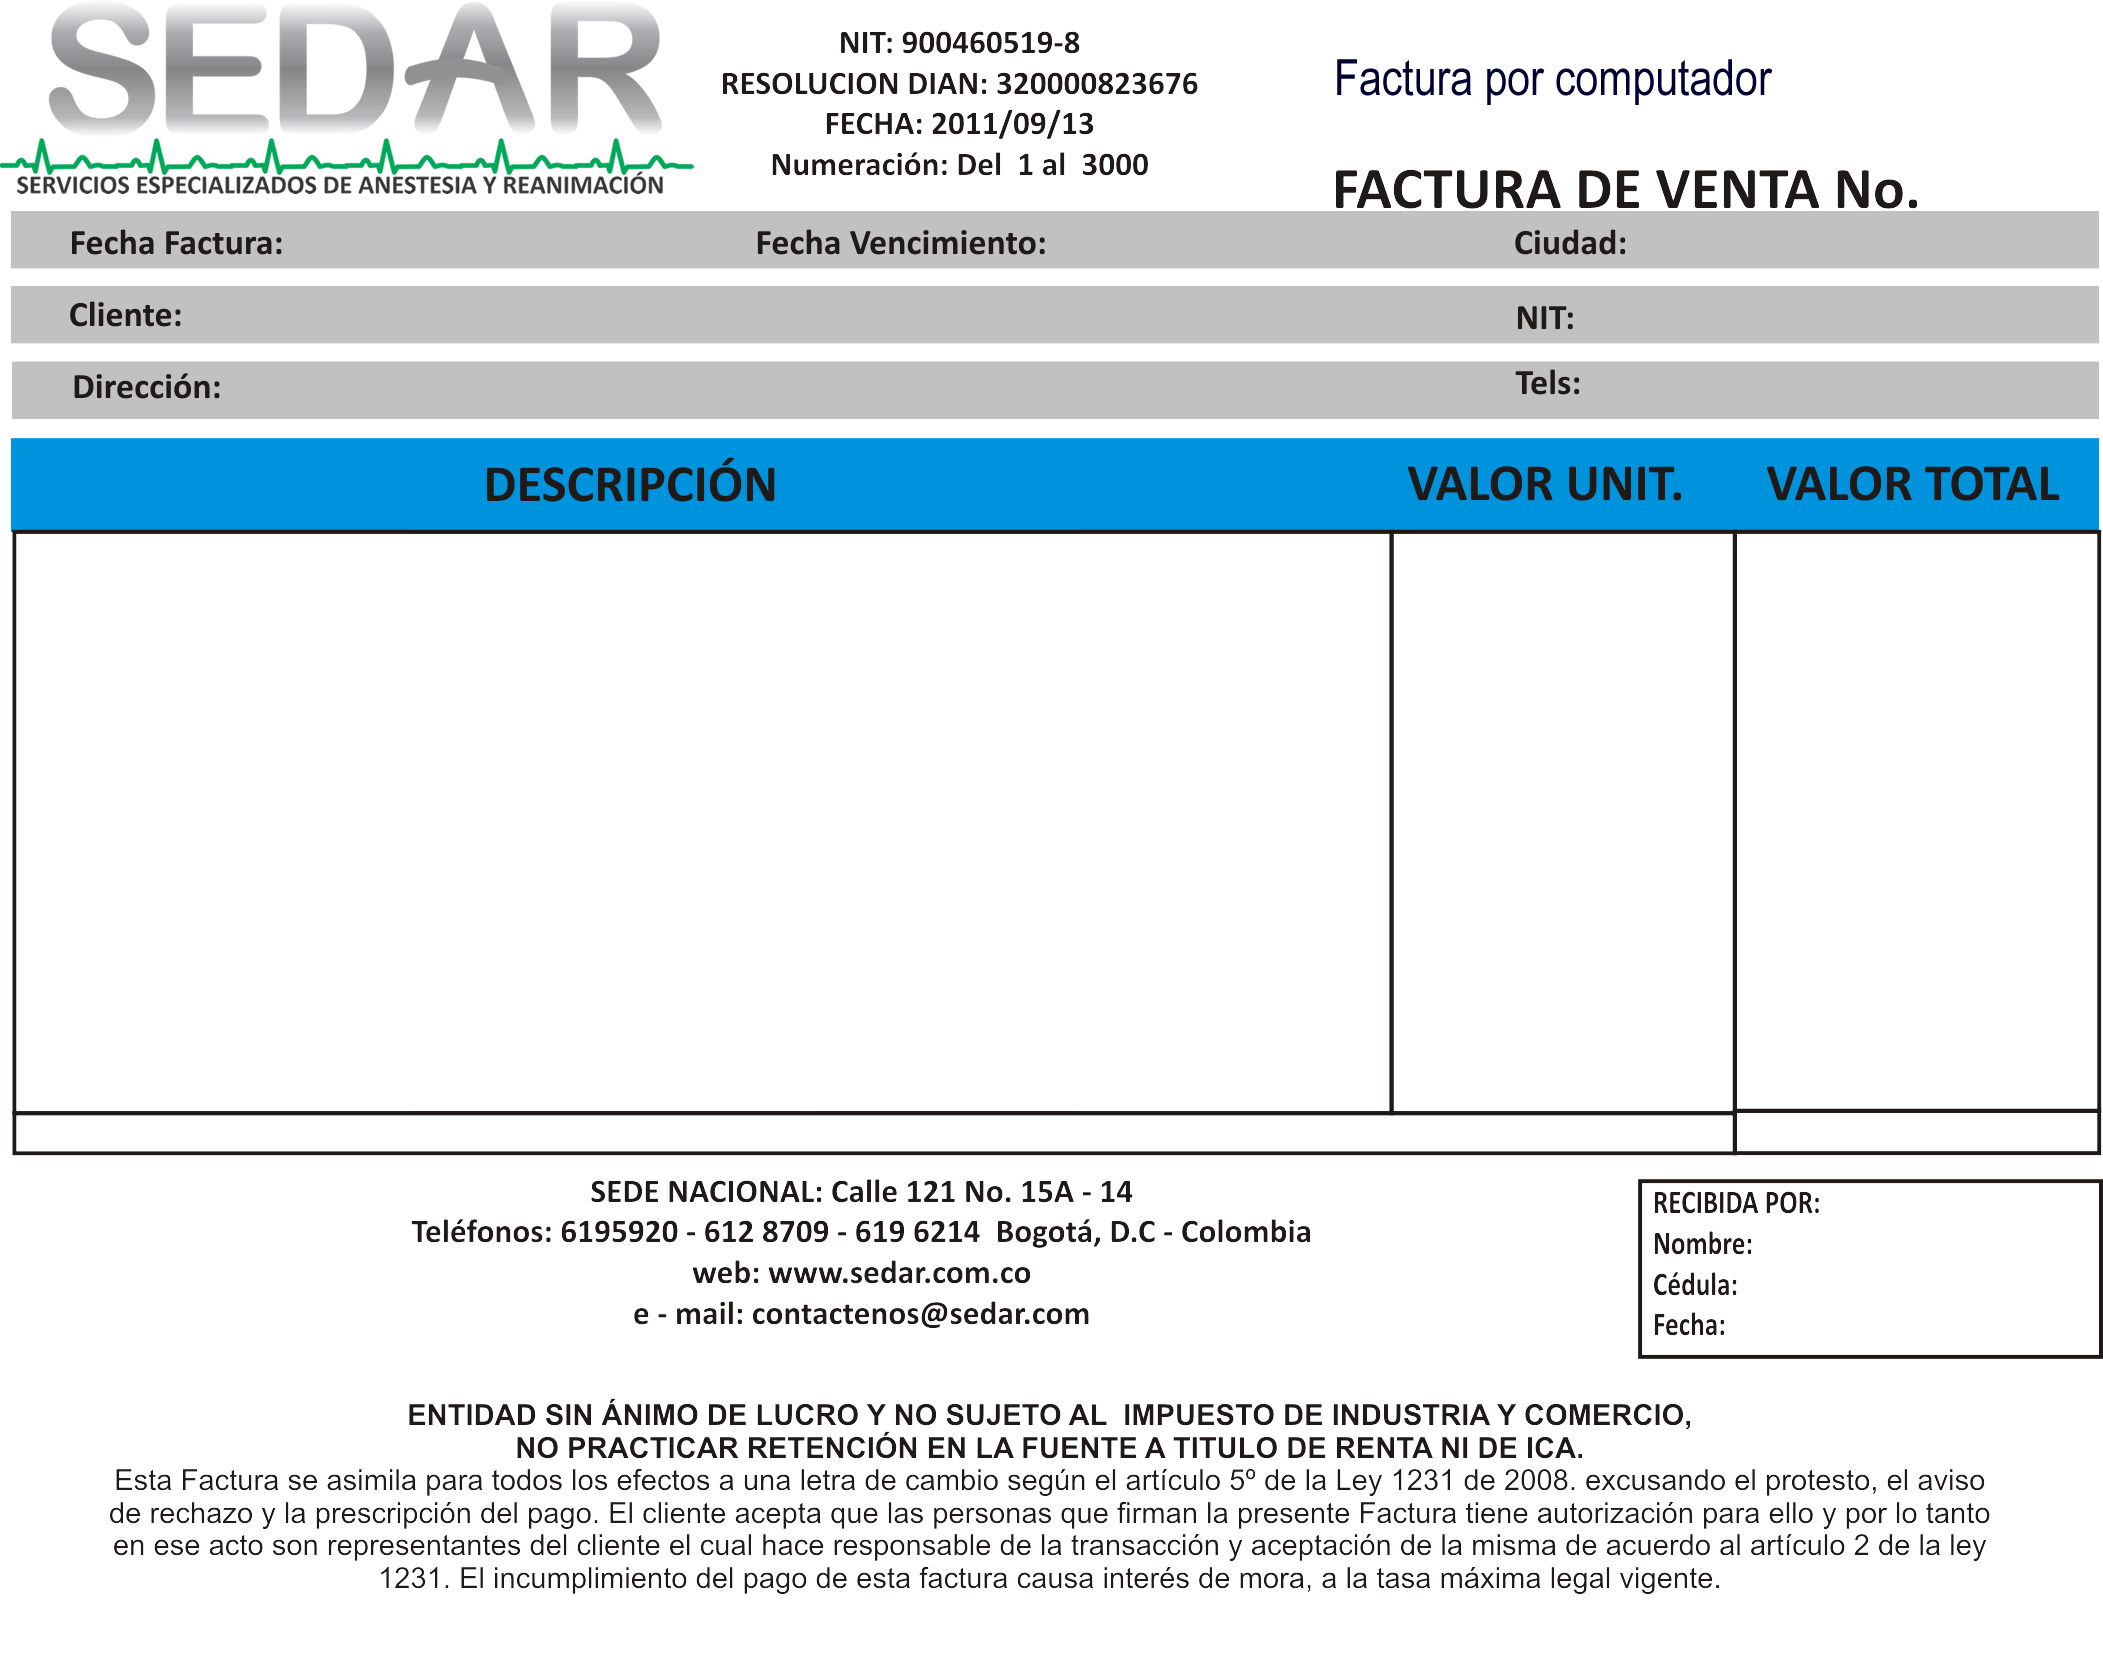 SEDAR
SERVICIOS ESPECIALIZADOS DE ANESTESIA Y REANIMACIÓN
NIT: 900460519-8
RESOLUCION DIAN: 320000823676
FECHA: 2011/09/13
Numeración: Del 1 al 3000
Factura por computador
FACTURA DE VENTA No.
Fecha Factura: Fecha Vencimiento: Ciudad:
Cliente: NIT:
Dirección: Tels:
DESCRIPCIÓN VALOR UNIT. VALOR TOTAL
SEDE NACIONAL: Calle 121 No. 15A - 14
Teléfonos: 6195920 - 612 8709 - 619 6214 Bogotá, D.C - Colombia
web: www.sedar.com.co
e - mail: contactenos@sedar.com
RECIBIDA POR:
Nombre:
Cédula:
Fecha:
ENTIDAD SIN ÁNIMO DE LUCRO Y NO SUJETO AL IMPUESTO DE INDUSTRIA Y COMERCIO,
NO PRACTICAR RETENCIÓN EN LA FUENTE A TITULO DE RENTA NI DE ICA.
Esta Factura se asimila para todos los efectos a una letra de cambio según el artículo 5º de la Ley 1231 de 2008. excusando el protesto, el aviso
de rechazo y la prescripción del pago. El cliente acepta que las personas que firman la presente Factura tiene autorización para ello y por lo tanto
en ese acto son representantes del cliente el cual hace responsable de la transacción y aceptación de la misma de acuerdo al artículo 2 de la ley
1231. El incumplimiento del pago de esta factura causa interés de mora, a la tasa máxima legal vigente.